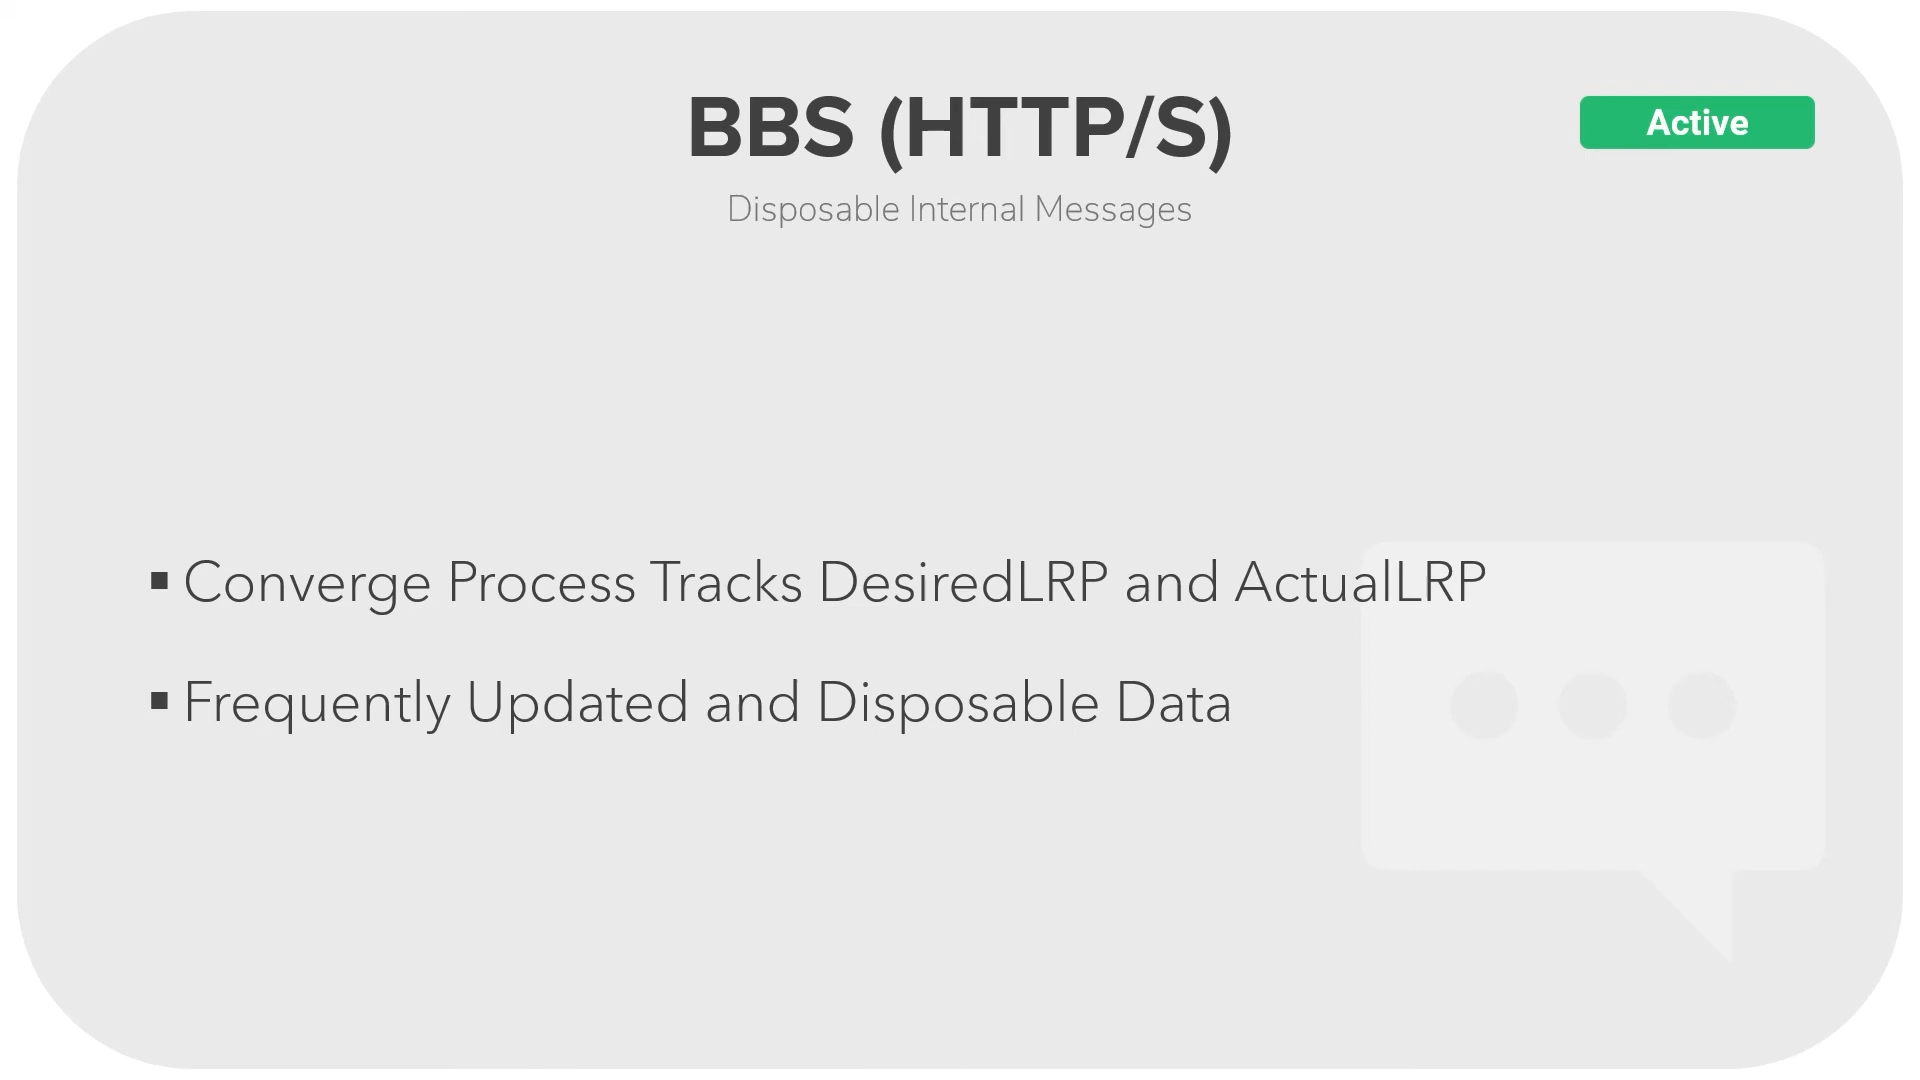 BBS (HTTP/S)
Active
Disposable Internal Messages
▪ Converge Process Tracks DesiredLRP and ActualLRP
▪ Frequently Updated and Disposable Data